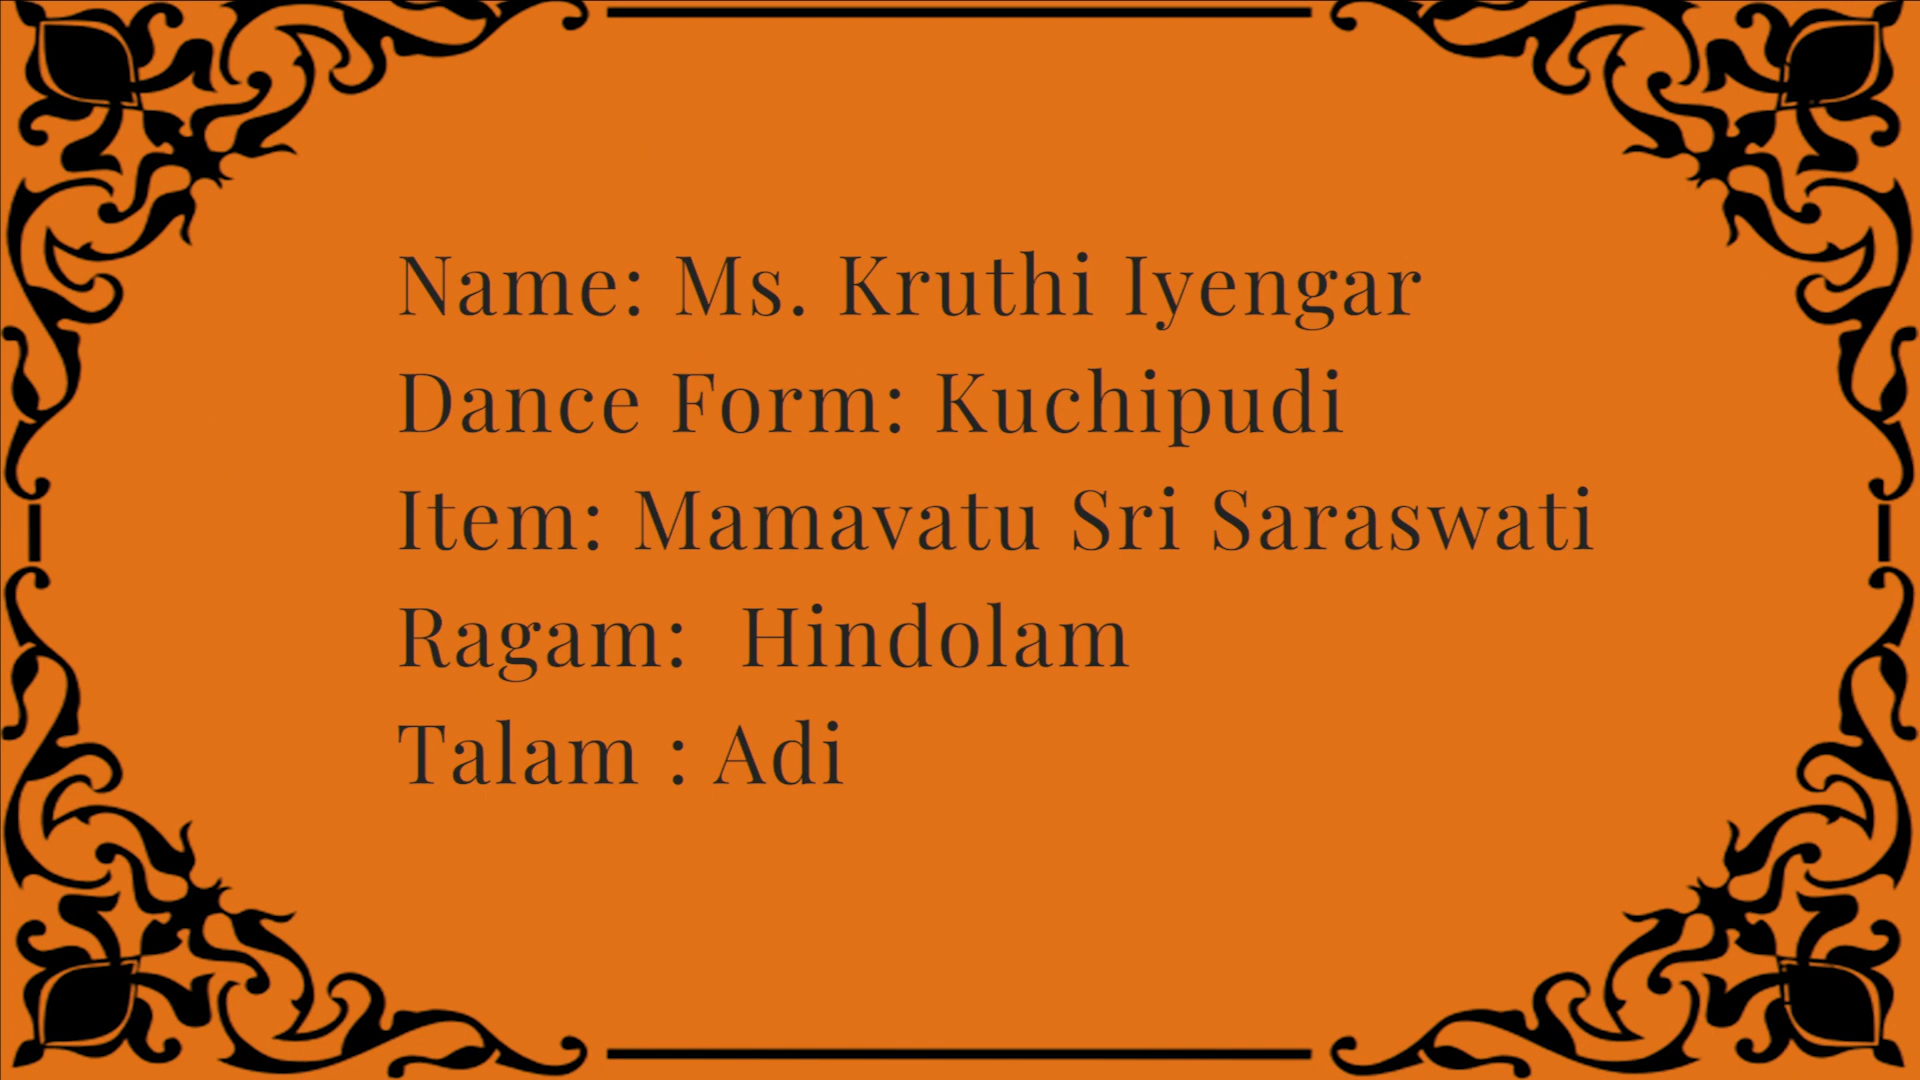 Name: Ms. Kruthi Iyengar
Dance Form: Kuchipudi
Item: Mamavatu Sri Saraswati
Ragam:  Hindolam
Talam : Adi